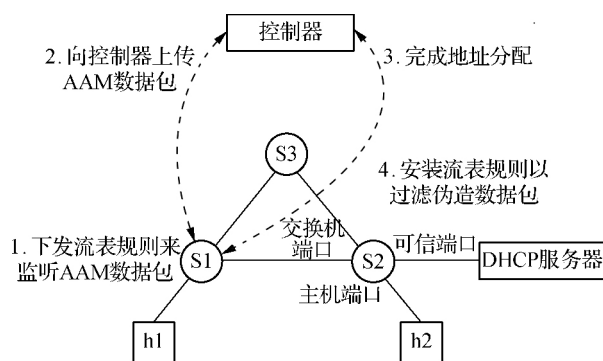 控制器
2. 向控制器上传
AAM数据包
3. 完成地址分配
S3
4. 安装流表规则以
过滤伪造数据包
1. 下发流表规则来
监听AAM数据包
S1
交换机
端口
S2
可信端口
DHCP服务器
主机端口
h1
h2